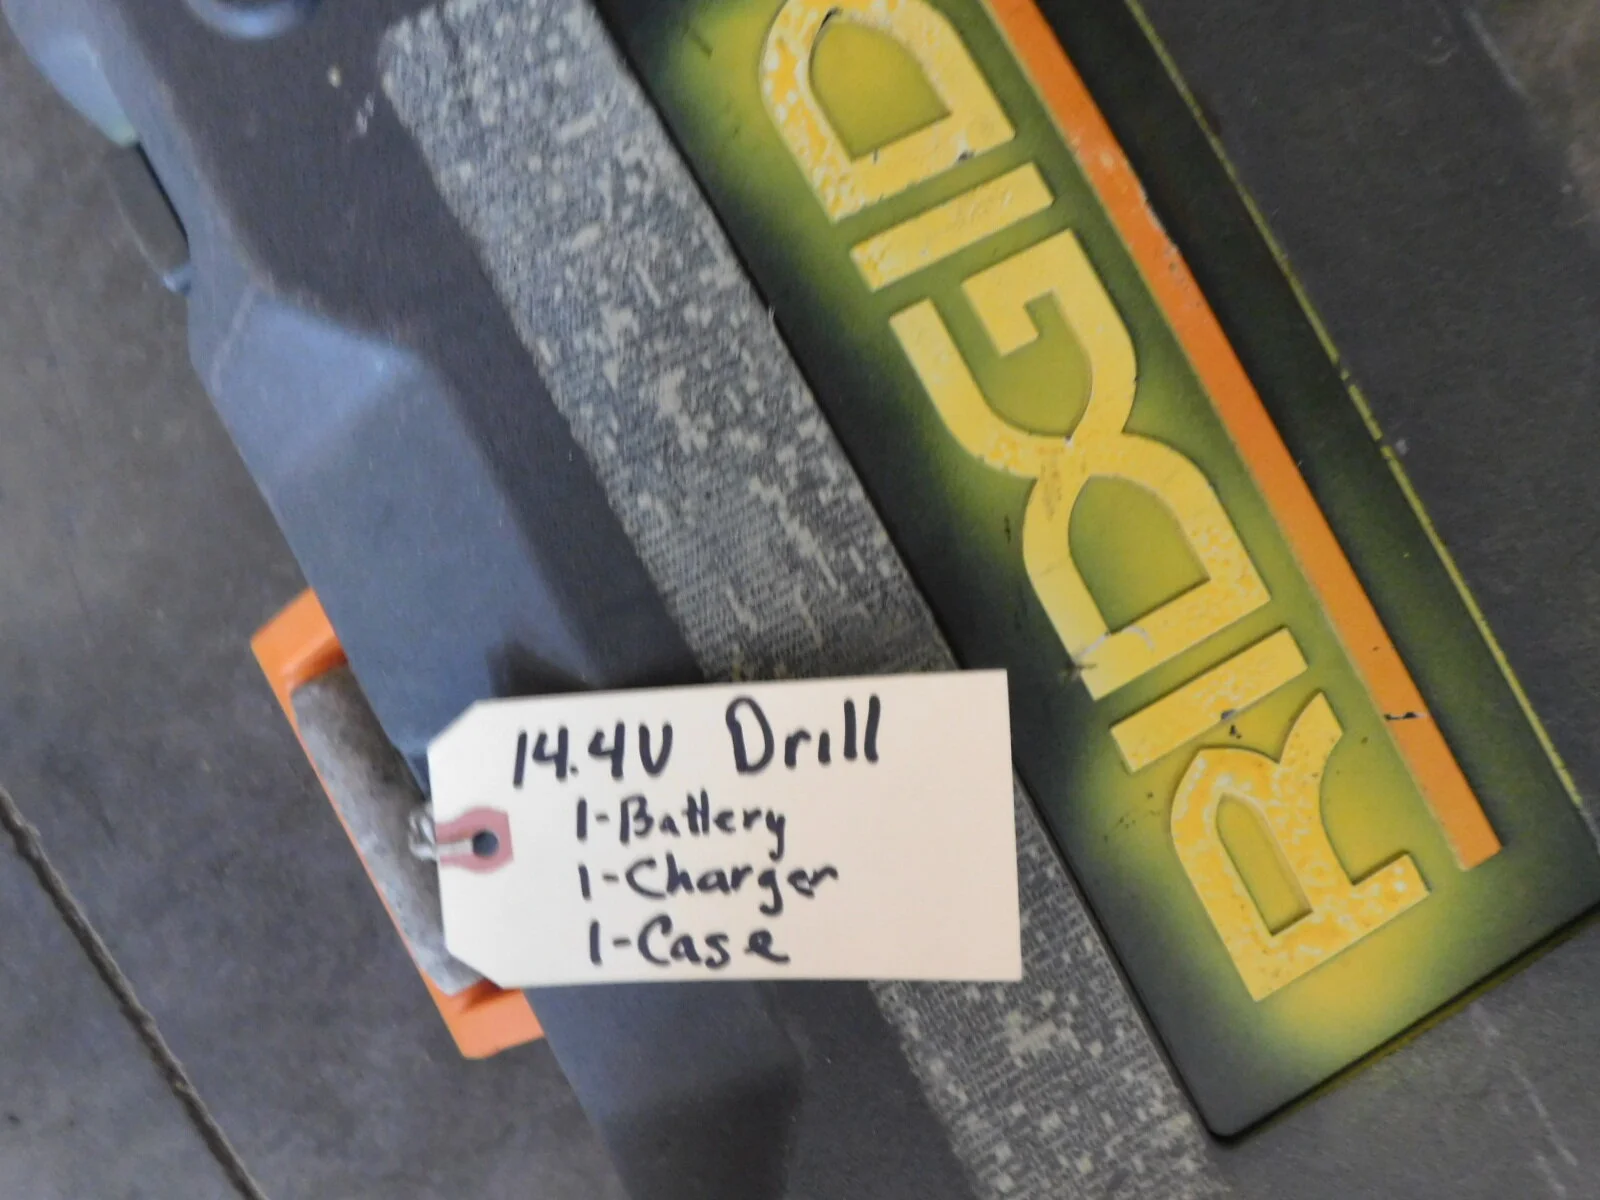 RIDGID
14.4V Drill
1-Battery
1-Charger
1-Case